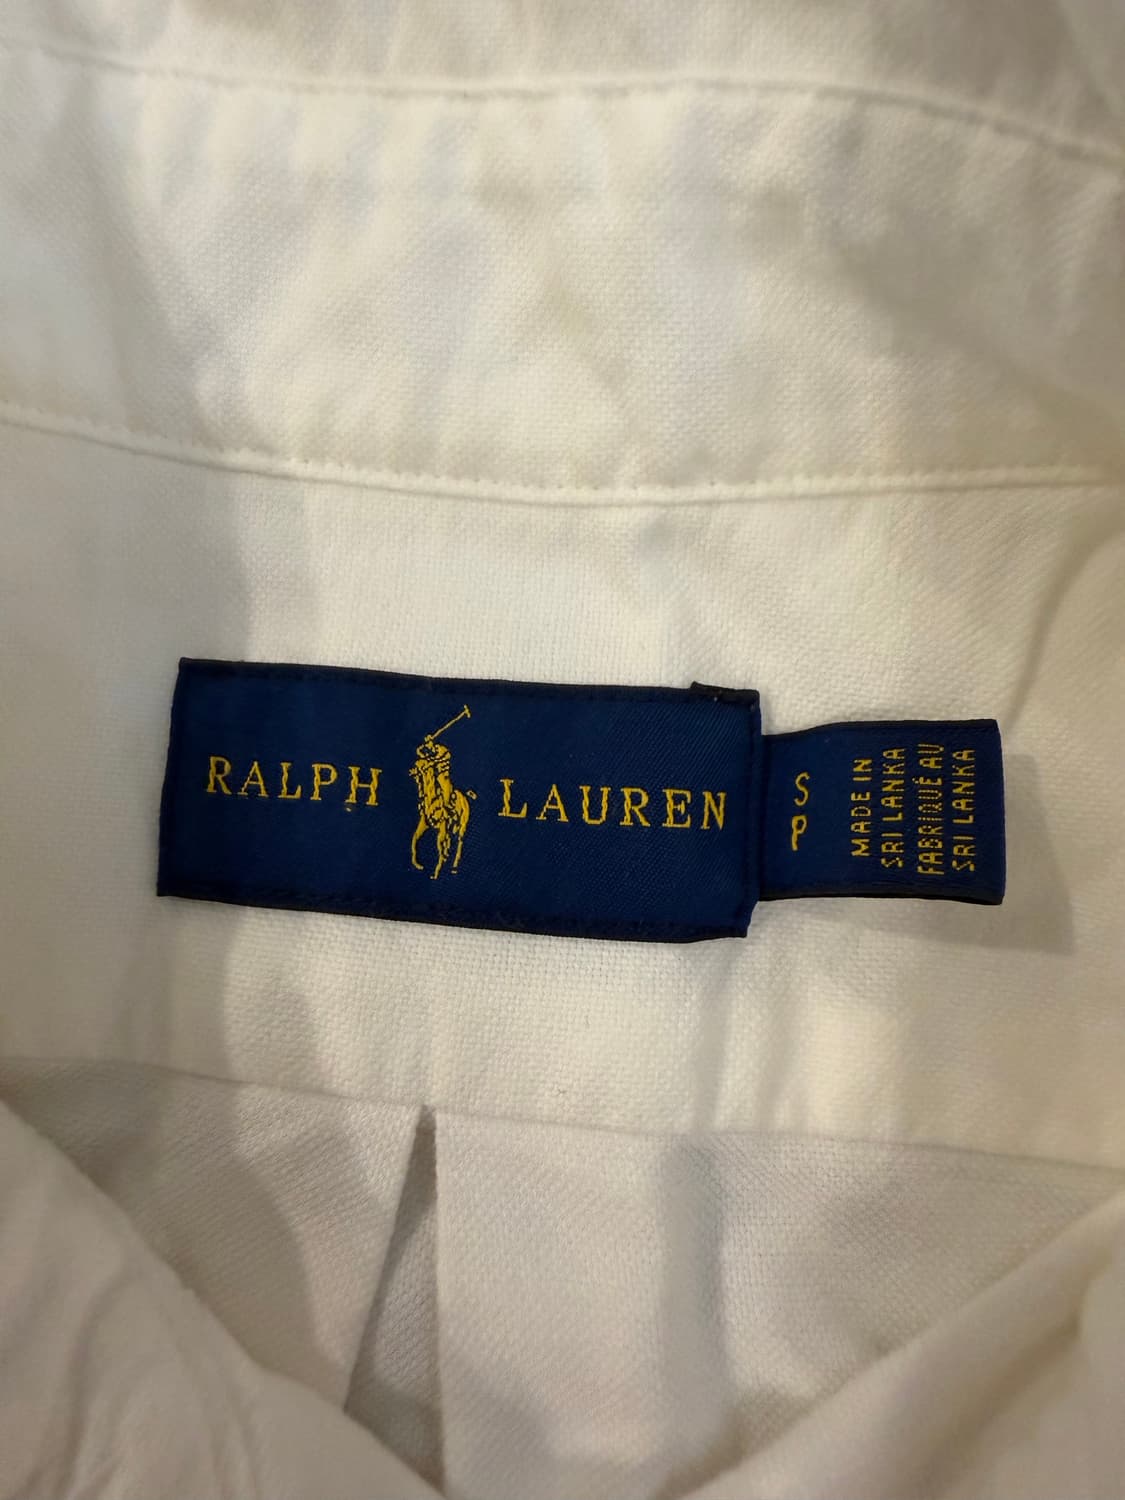 RALPH LAUREN
S
P
MADE IN
SRI LANKA
FABRIQUÉ AU
SRI LANKA